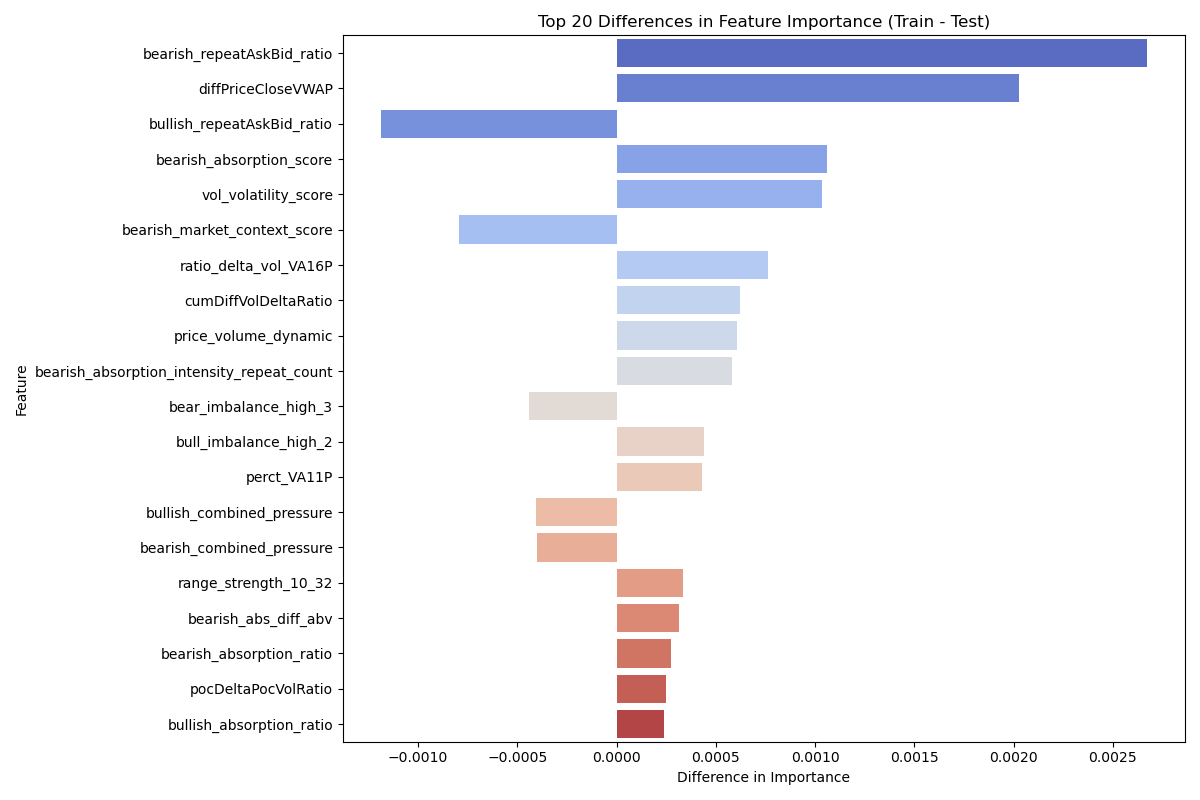 Top 20 Differences in Feature Importance (Train - Test)
bearish_repeatAskBid_ratio
diffPriceCloseVWAP
bullish_repeatAskBid_ratio
bearish_absorption_score
vol_volatility_score
bearish_market_context_score
ratio_delta_vol_VA16P
cumDiffVolDeltaRatio
price_volume_dynamic
bearish_absorption_intensity_repeat_count
bear_imbalance_high_3
bull_imbalance_high_2
perct_VA11P
bullish_combined_pressure
bearish_combined_pressure
range_strength_10_32
bearish_abs_diff_abv
bearish_absorption_ratio
pocDeltaPocVolRatio
bullish_absorption_ratio
Feature
−0.0010 −0.0005 0.0000 0.0005 0.0010 0.0015 0.0020 0.0025
Difference in Importance